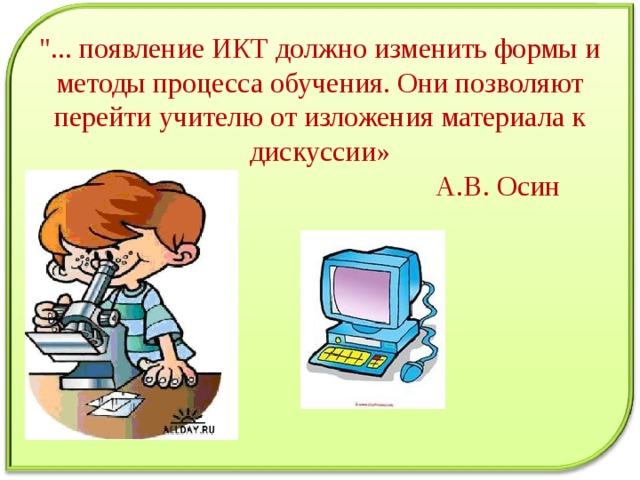 "... появление ИКТ должно изменить формы и
методы процесса обучения. Они позволяют
перейти учителю от изложения материала к
дискуссии»
А.В. Осин
ALLDAY.RU